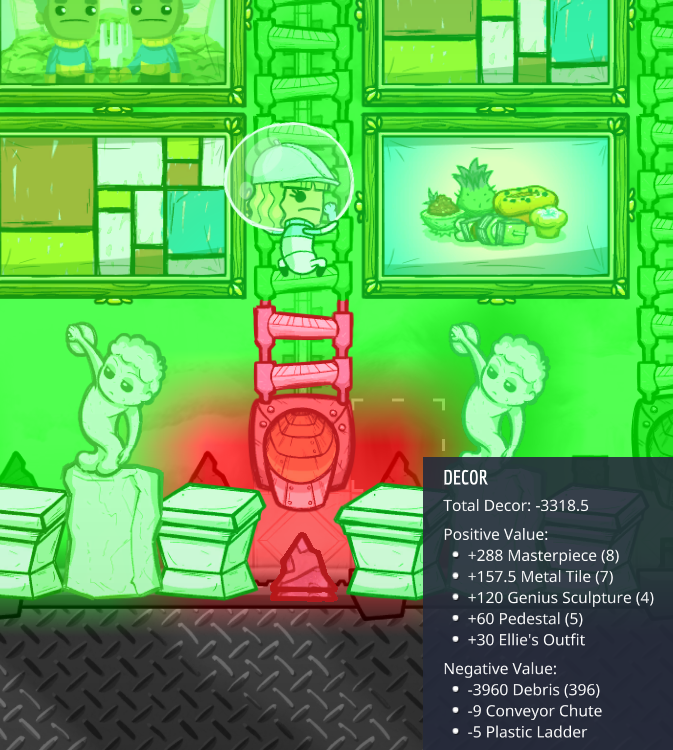 DECOR
Total Decor: -3318.5
Positive Value:
• +288 Masterpiece (8)
• +157.5 Metal Tile (7)
• +120 Genius Sculpture (4)
• +60 Pedestal (5)
• +30 Ellie's Outfit
Negative Value:
• -3960 Debris (396)
• -9 Conveyor Chute
• -5 Plastic Ladder